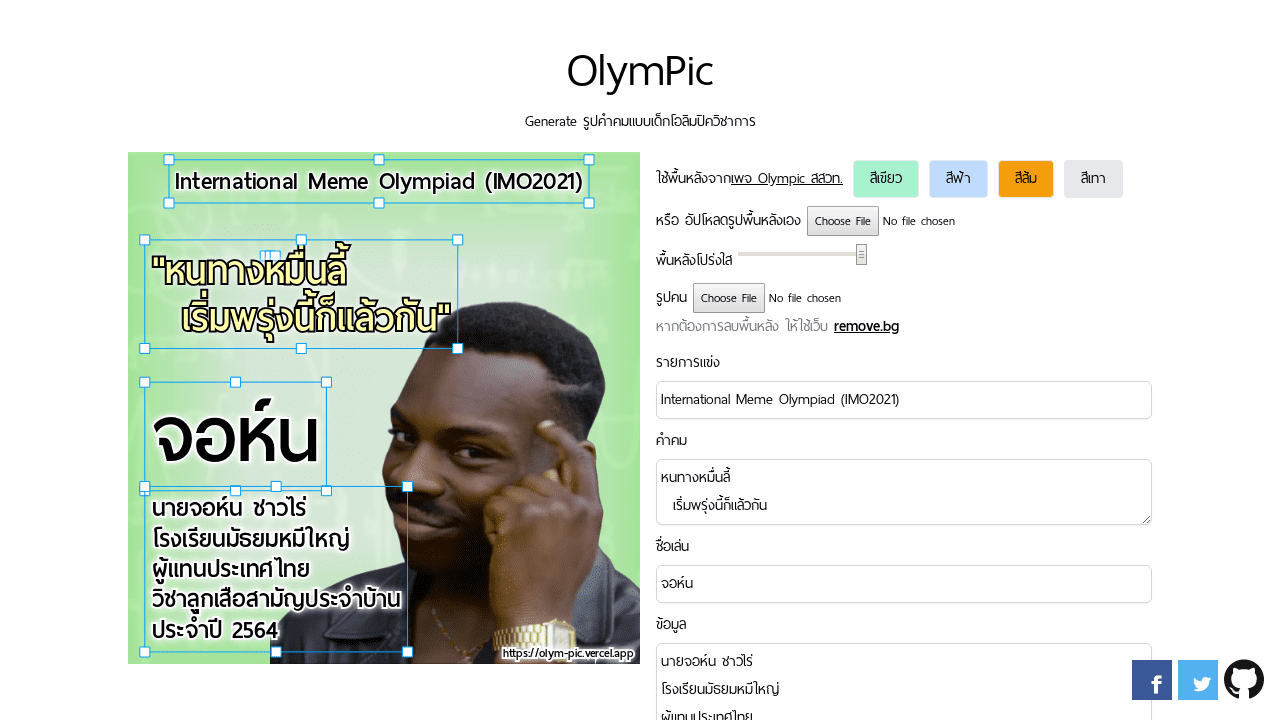 OlymPic
Generate รูปคำคมแบบเด็กโอลิมปิควิชาการ
International Meme Olympiad (IMO2021)
"หนทางหมื่นลี้
เริ่มพรุ่งนี้ก็แล้วกัน"
จอห์น
นายจอห์น ชาวไร่
โรงเรียนมัธยมหมีใหญ่
ผู้แทนประเทศไทย
วิชาลูกเสือสามัญประจำบ้าน
ประจำปี 2564
https://olym-pic.vercel.app
ใช้พื้นหลังจากเพจ Olympic สสวท. สีเขียว สีฟ้า สีส้ม สีเทา
หรือ อัปโหลดรูปพื้นหลังเอง Choose File No file chosen
พื้นหลังโปร่งใส
รูปคน Choose File No file chosen
หากต้องการลบพื้นหลัง ให้ใช้เว็บ remove.bg
รายการแข่ง
International Meme Olympiad (IMO2021)
คำคม
หนทางหมื่นลี้
เริ่มพรุ่งนี้ก็แล้วกัน
ชื่อเล่น
จอห์น
ข้อมูล
นายจอห์น ชาวไร่
โรงเรียนมัธยมหมีใหญ่
ผู้แทนประเทศไทย